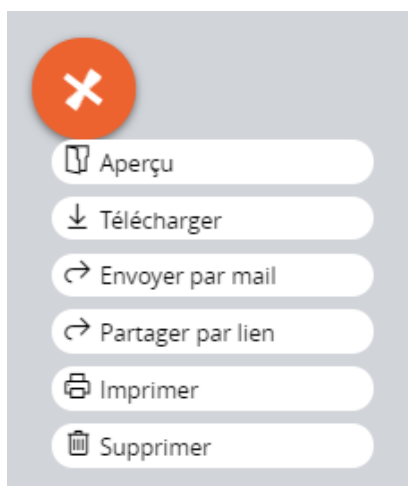 Aperçu
Télécharger
Envoyer par mail
Partager par lien
Imprimer
Supprimer